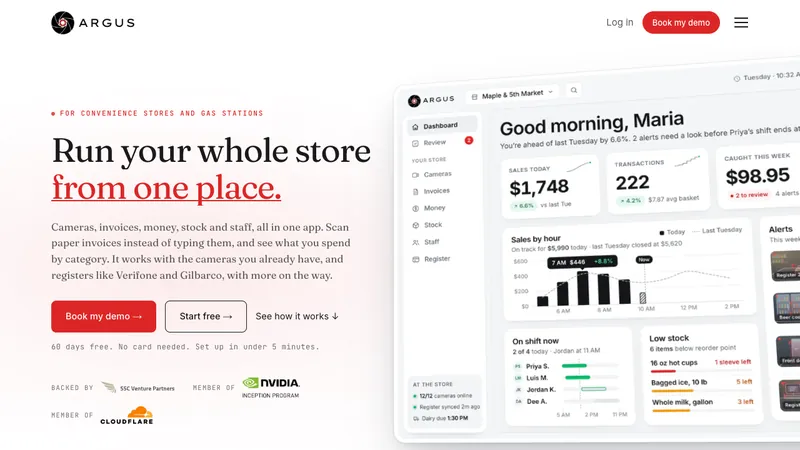 ARGUS
Log in
Book my demo
FOR CONVENIENCE STORES AND GAS STATIONS
Run your whole store
from one place.
Cameras, invoices, money, stock and staff, all in one app. Scan
paper invoices instead of typing them, and see what you spend
by category. It works with the cameras you already have, and
registers like Verifone and Gilbarco, with more on the way.
Book my demo →
Start free →
See how it works ↓
60 days free. No card needed. Set up in under 5 minutes.
BACKED BY
SSC Venture Partners
MEMBER OF
NVIDIA.
INCEPTION PROGRAM
MEMBER OF
CLOUDFLARE
ARGUS
Maple & 5th Market
Tuesday · 10:32 A
Dashboard
Review
2
YOUR STORE
Cameras
Invoices
Money
Stock
Staff
Register
AT THE STORE
12/12 cameras online
Register synced 2m ago
Dairy due 1:30 PM
Good morning, Maria
You're ahead of last Tuesday by 6.6%. 2 alerts need a look before Priya's shift ends at
SALES TODAY
$1,748
6.6% vs last Tue
TRANSACTIONS
222
4.2% $7.87 avg basket
CAUGHT THIS WEEK
$98.95
2 to review 4 alerts
Sales by hour
On track for $5,990 today · last Tuesday closed at $5,620
Today
Last Tuesday
7 AM $446 +8.8%
Now
$600
$400
$200
$0
6 AM
8 AM
10 AM
12 PM
2 PM
Alerts
Register
Beer coo
Front d
Regist
On shift now
2 of 4 today · Jordan at 11 AM
Priya S.
Luis M.
Jordan K.
Dee A.
5 AM
2 PM
11 PM
Low stock
6 items below reorder point
16 oz hot cups
1 sleeve left
Bagged ice, 10 lb
5 left
Whole milk, gallon
3 left